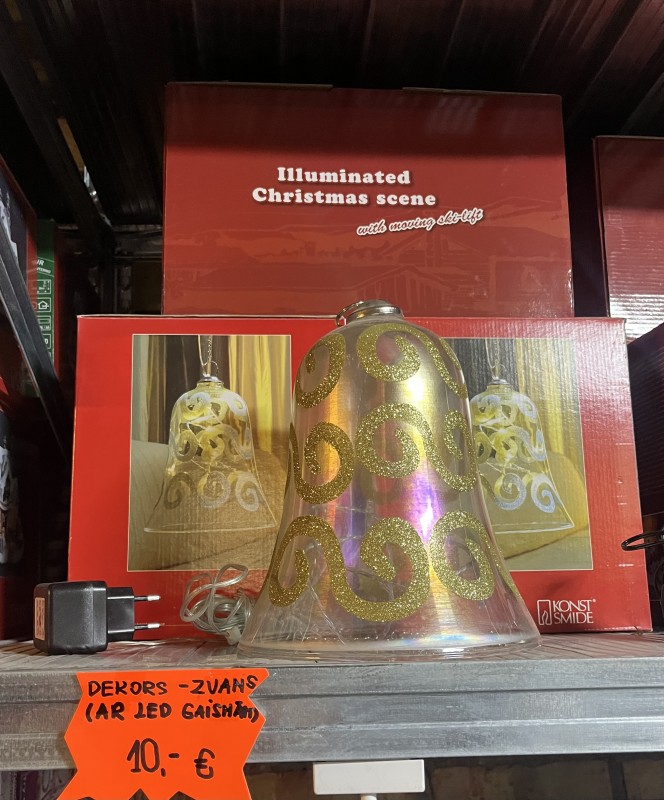 Illuminated
Christmas scene
with moving ski-lift
KONST
SMIDE
DEKORS - ZVANS
(AR LED GAISMĀM)
10,- €